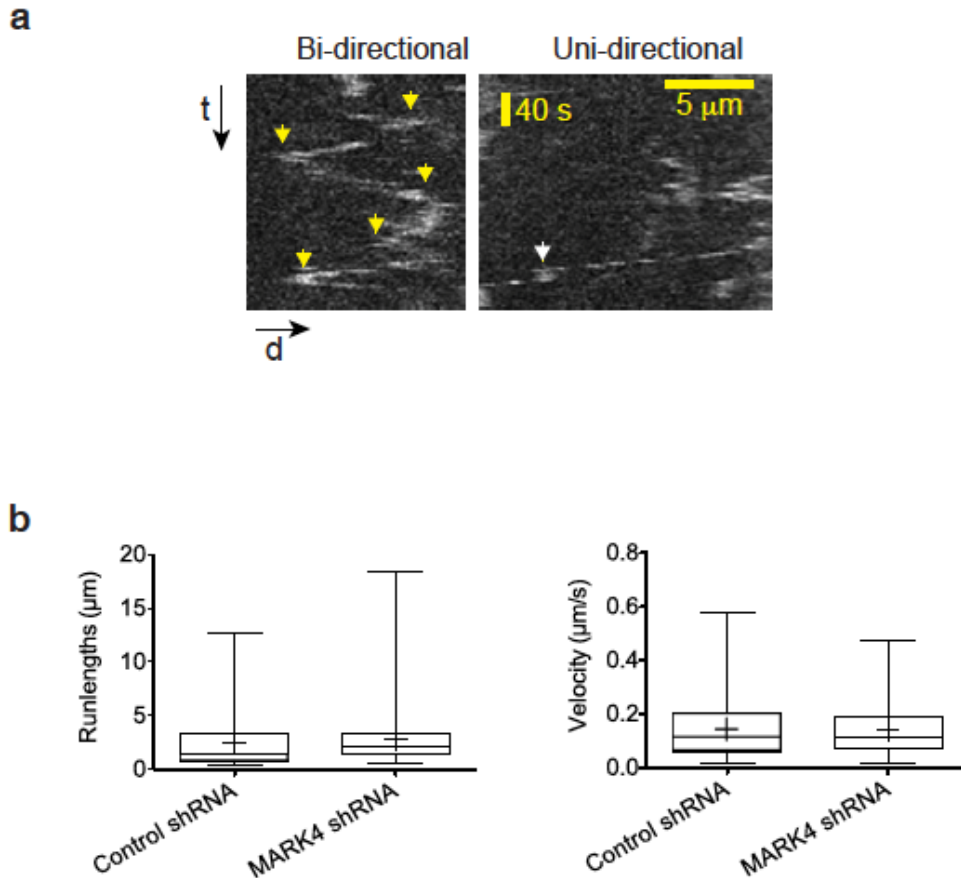 a
Bi-directional
Uni-directional
t
40 s
5 µm
d
b
Runlengths (µm)
20
15
10
5
0
Control shRNA
MARK4 shRNA
Velocity (µm/s)
0.8
0.6
0.4
0.2
0.0
Control shRNA
MARK4 shRNA